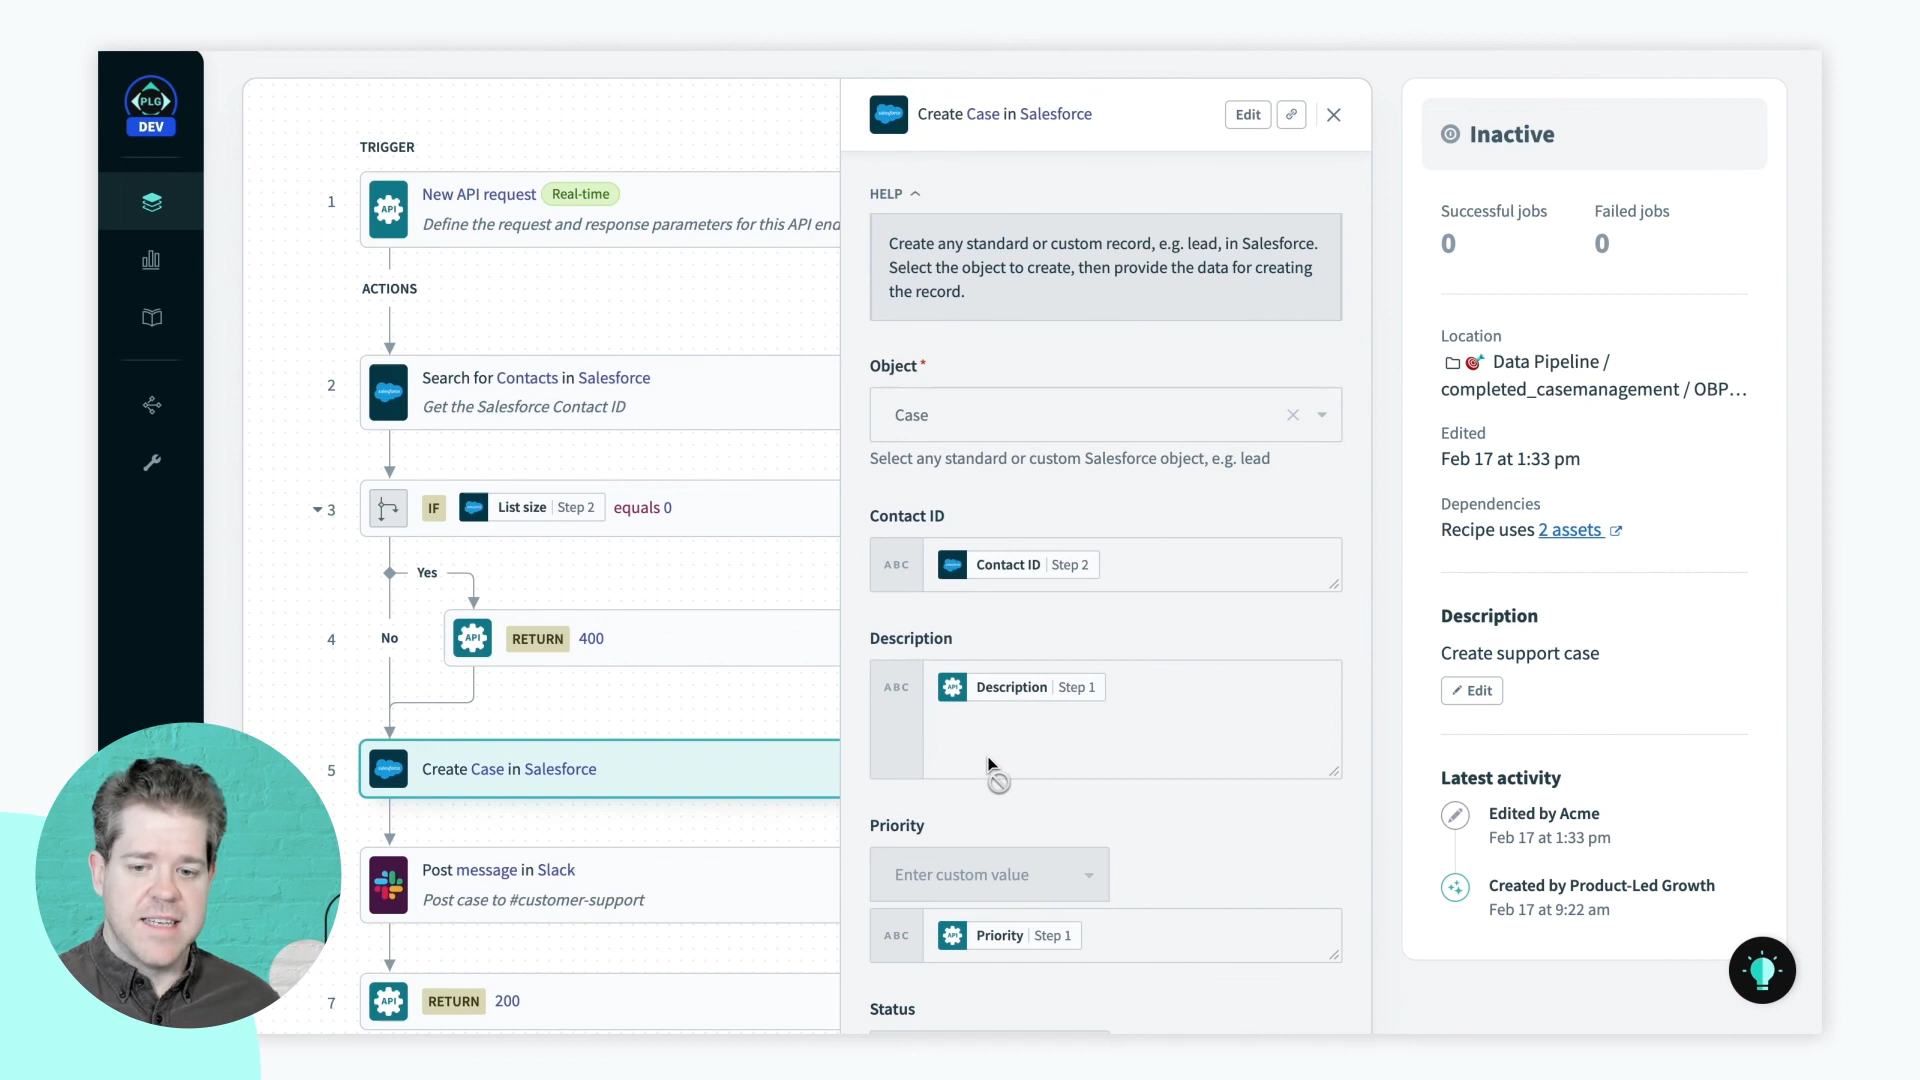 PLG
DEV
TRIGGER
1
API
New API request
Real-time
Define the request and response parameters for this API end
ACTIONS
2
salesforce
Search for Contacts in Salesforce
Get the Salesforce Contact ID
3
IF
List size
Step 2
equals 0
Yes
4
No
API
RETURN
400
5
salesforce
Create Case in Salesforce
Post message in Slack
Post case to #customer-support
7
API
RETURN
200
salesforce
Create Case in Salesforce
Edit
HELP
Create any standard or custom record, e.g. lead, in Salesforce.
Select the object to create, then provide the data for creating
the record.
Object *
Case
Select any standard or custom Salesforce object, e.g. lead
Contact ID
ABC
Contact ID
Step 2
Description
ABC
API
Description
Step 1
Priority
Enter custom value
ABC
API
Priority
Step 1
Status
Inactive
Successful jobs
Failed jobs
0
0
Location
Data Pipeline /
completed_casemanagement / OBP…
Edited
Feb 17 at 1:33 pm
Dependencies
Recipe uses 2 assets
Description
Create support case
Edit
Latest activity
Edited by Acme
Feb 17 at 1:33 pm
Created by Product-Led Growth
Feb 17 at 9:22 am